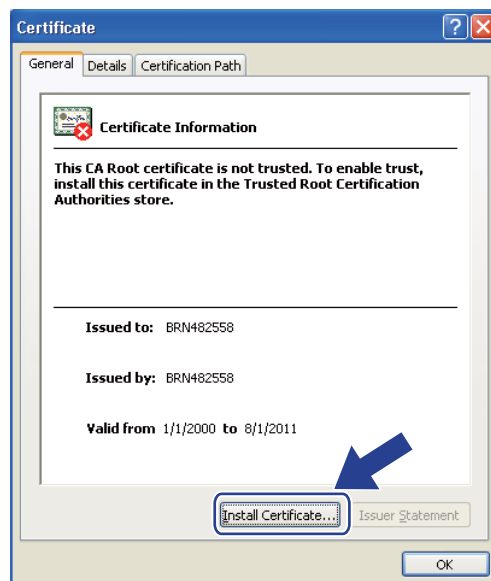 Certificate
General Details Certification Path
Certificate Information
This CA Root certificate is not trusted. To enable trust,
install this certificate in the Trusted Root Certification
Authorities store.
Issued to: BRN482558
Issued by: BRN482558
Valid from 1/1/2000 to 8/1/2011
Install Certificate... Issuer Statement
OK